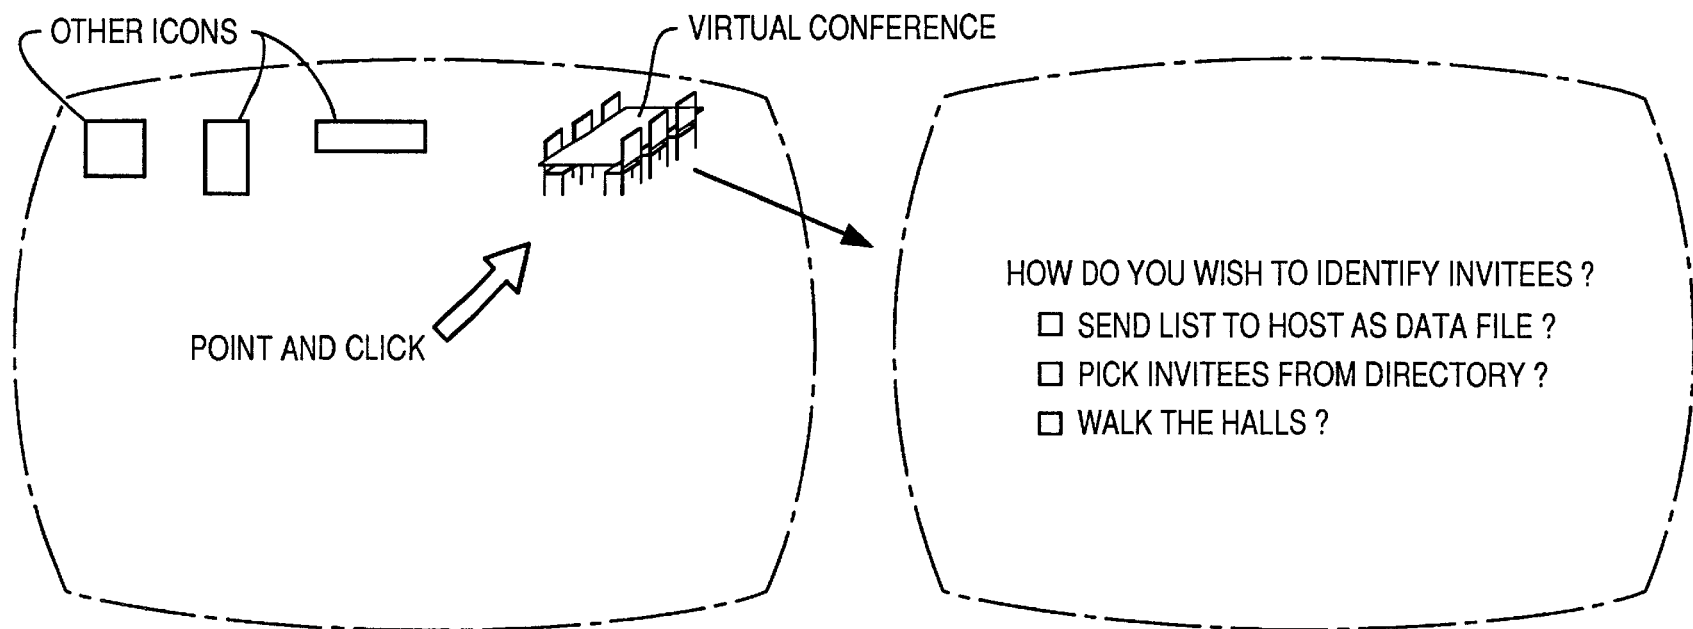 OTHER ICONS
VIRTUAL CONFERENCE
POINT AND CLICK
HOW DO YOU WISH TO IDENTIFY INVITEES ?
SEND LIST TO HOST AS DATA FILE ?
PICK INVITEES FROM DIRECTORY ?
WALK THE HALLS ?